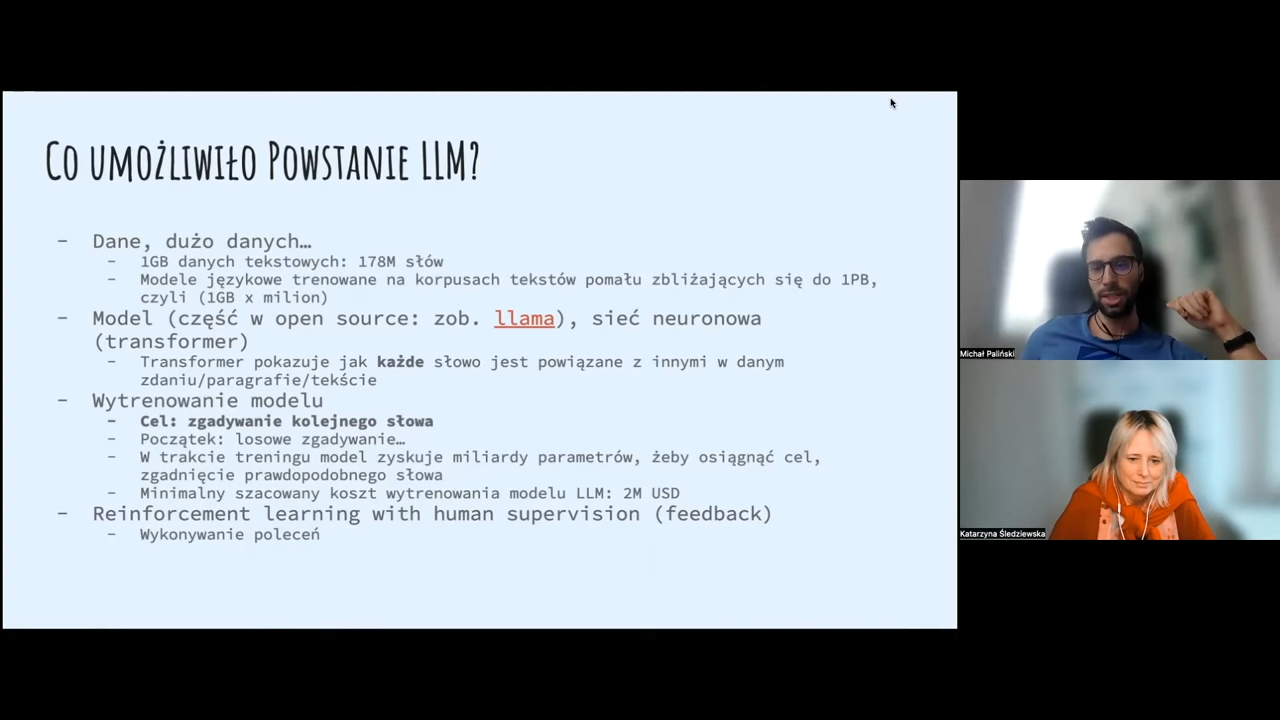 Co umożliwiło Powstanie LLM?
- Dane, dużo danych…
- 1GB danych tekstowych: 178M słów
- Modele językowe trenowane na korpusach tekstów pomału zbliżających się do 1PB,
czyli (1GB x milion)
- Model (część w open source: zob. llama), sieć neuronowa
(transformer)
- Transformer pokazuje jak każde słowo jest powiązane z innymi w danym
zdaniu/paragrafie/tekście
- Wytrenowanie modelu
- Cel: zgadywanie kolejnego słowa
- Początek: losowe zgadywanie…
- W trakcie treningu model zyskuje miliardy parametrów, żeby osiągnąć cel,
zgadnięcie prawdopodobnego słowa
- Minimalny szacowany koszt wytrenowania modelu LLM: 2M USD
- Reinforcement learning with human supervision (feedback)
- Wykonywanie poleceń
Michał Paliński
Katarzyna Śledziewska